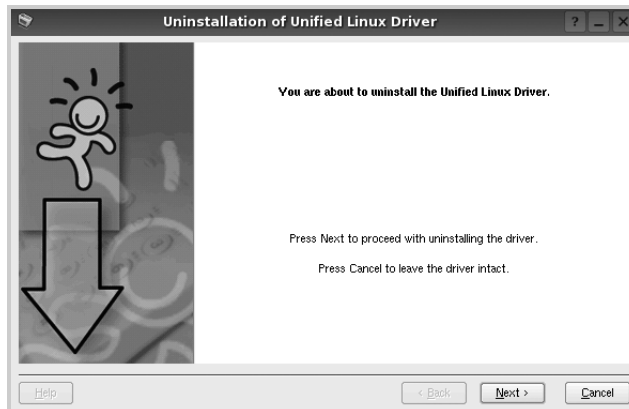 Uninstallation of Unified Linux Driver
You are about to uninstall the Unified Linux Driver.
Press Next to proceed with uninstalling the driver.
Press Cancel to leave the driver intact.
Help
< Back
Next >
Cancel